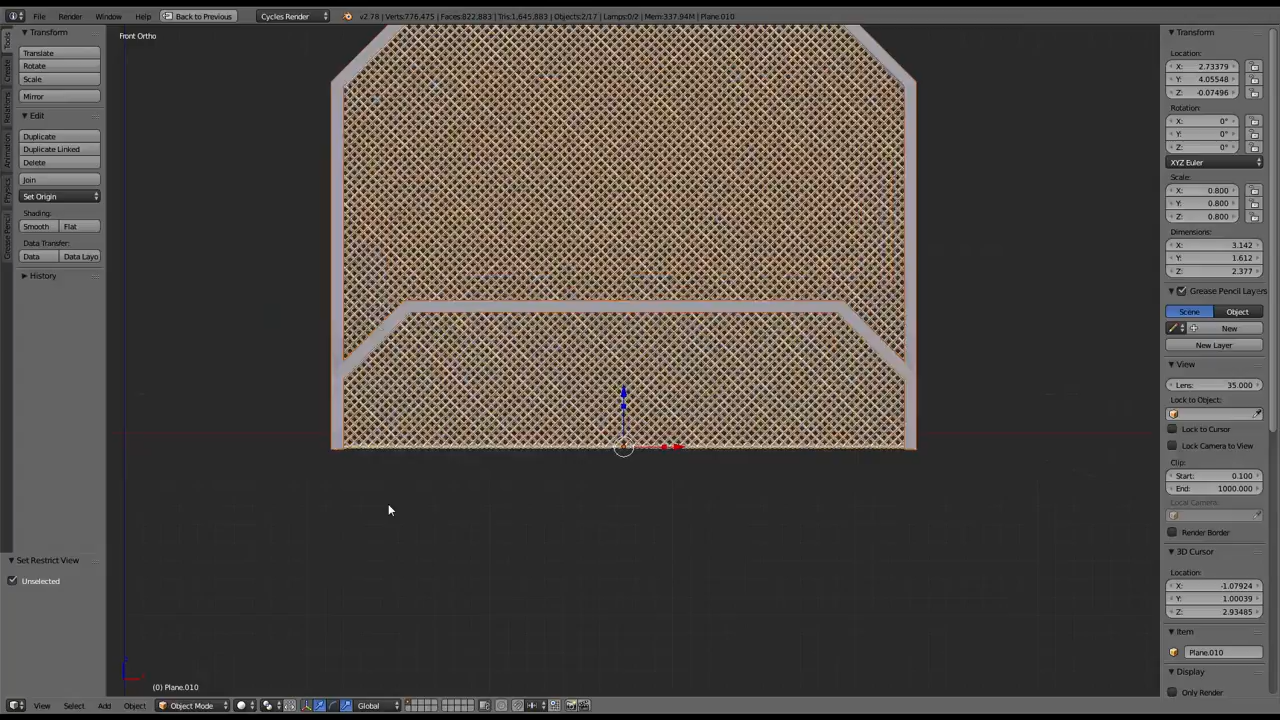 File Render Window Help Back to Previous Cycles Render v2.78 | Verts:776,475 | Faces:822,883 | Tris:1,645,883 | Objects:2/17 | Lamps:0/2 | Mem:337.94M | Plane.010
Front Ortho
Tools
Create
Relations
Animation
Physics
Grease Pencil
Transform
Translate
Rotate
Scale
Mirror
Edit
Duplicate
Duplicate Linked
Delete
Join
Set Origin
Shading:
Smooth Flat
Data Transfer:
Data Data Layo
History
Set Restrict View
Unselected
(0) Plane.010
View Select Add Object Object Mode Global
Transform
Location:
X: 2.73379
Y: 4.05548
Z: -0.07496
Rotation:
X: 0°
Y: 0°
Z: 0°
XYZ Euler
Scale:
X: 0.800
Y: 0.800
Z: 0.800
Dimensions:
X: 3.142
Y: 1.612
Z: 2.377
Grease Pencil Layers
Scene Object
New
New Layer
View
Lens: 35.000
Lock to Object:
Lock to Cursor
Lock Camera to View
Clip:
Start: 0.100
End: 1000.000
Local Camera:
Render Border
3D Cursor
Location:
X: -1.07924
Y: 1.00039
Z: 2.93485
Item
Plane.010
Display
Only Render